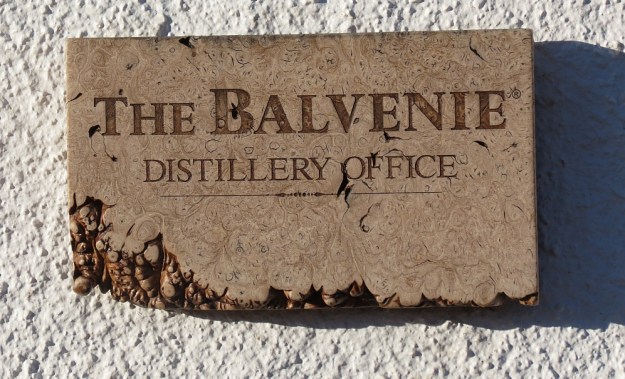 THE BALVENIE®
DISTILLERY OFFICE